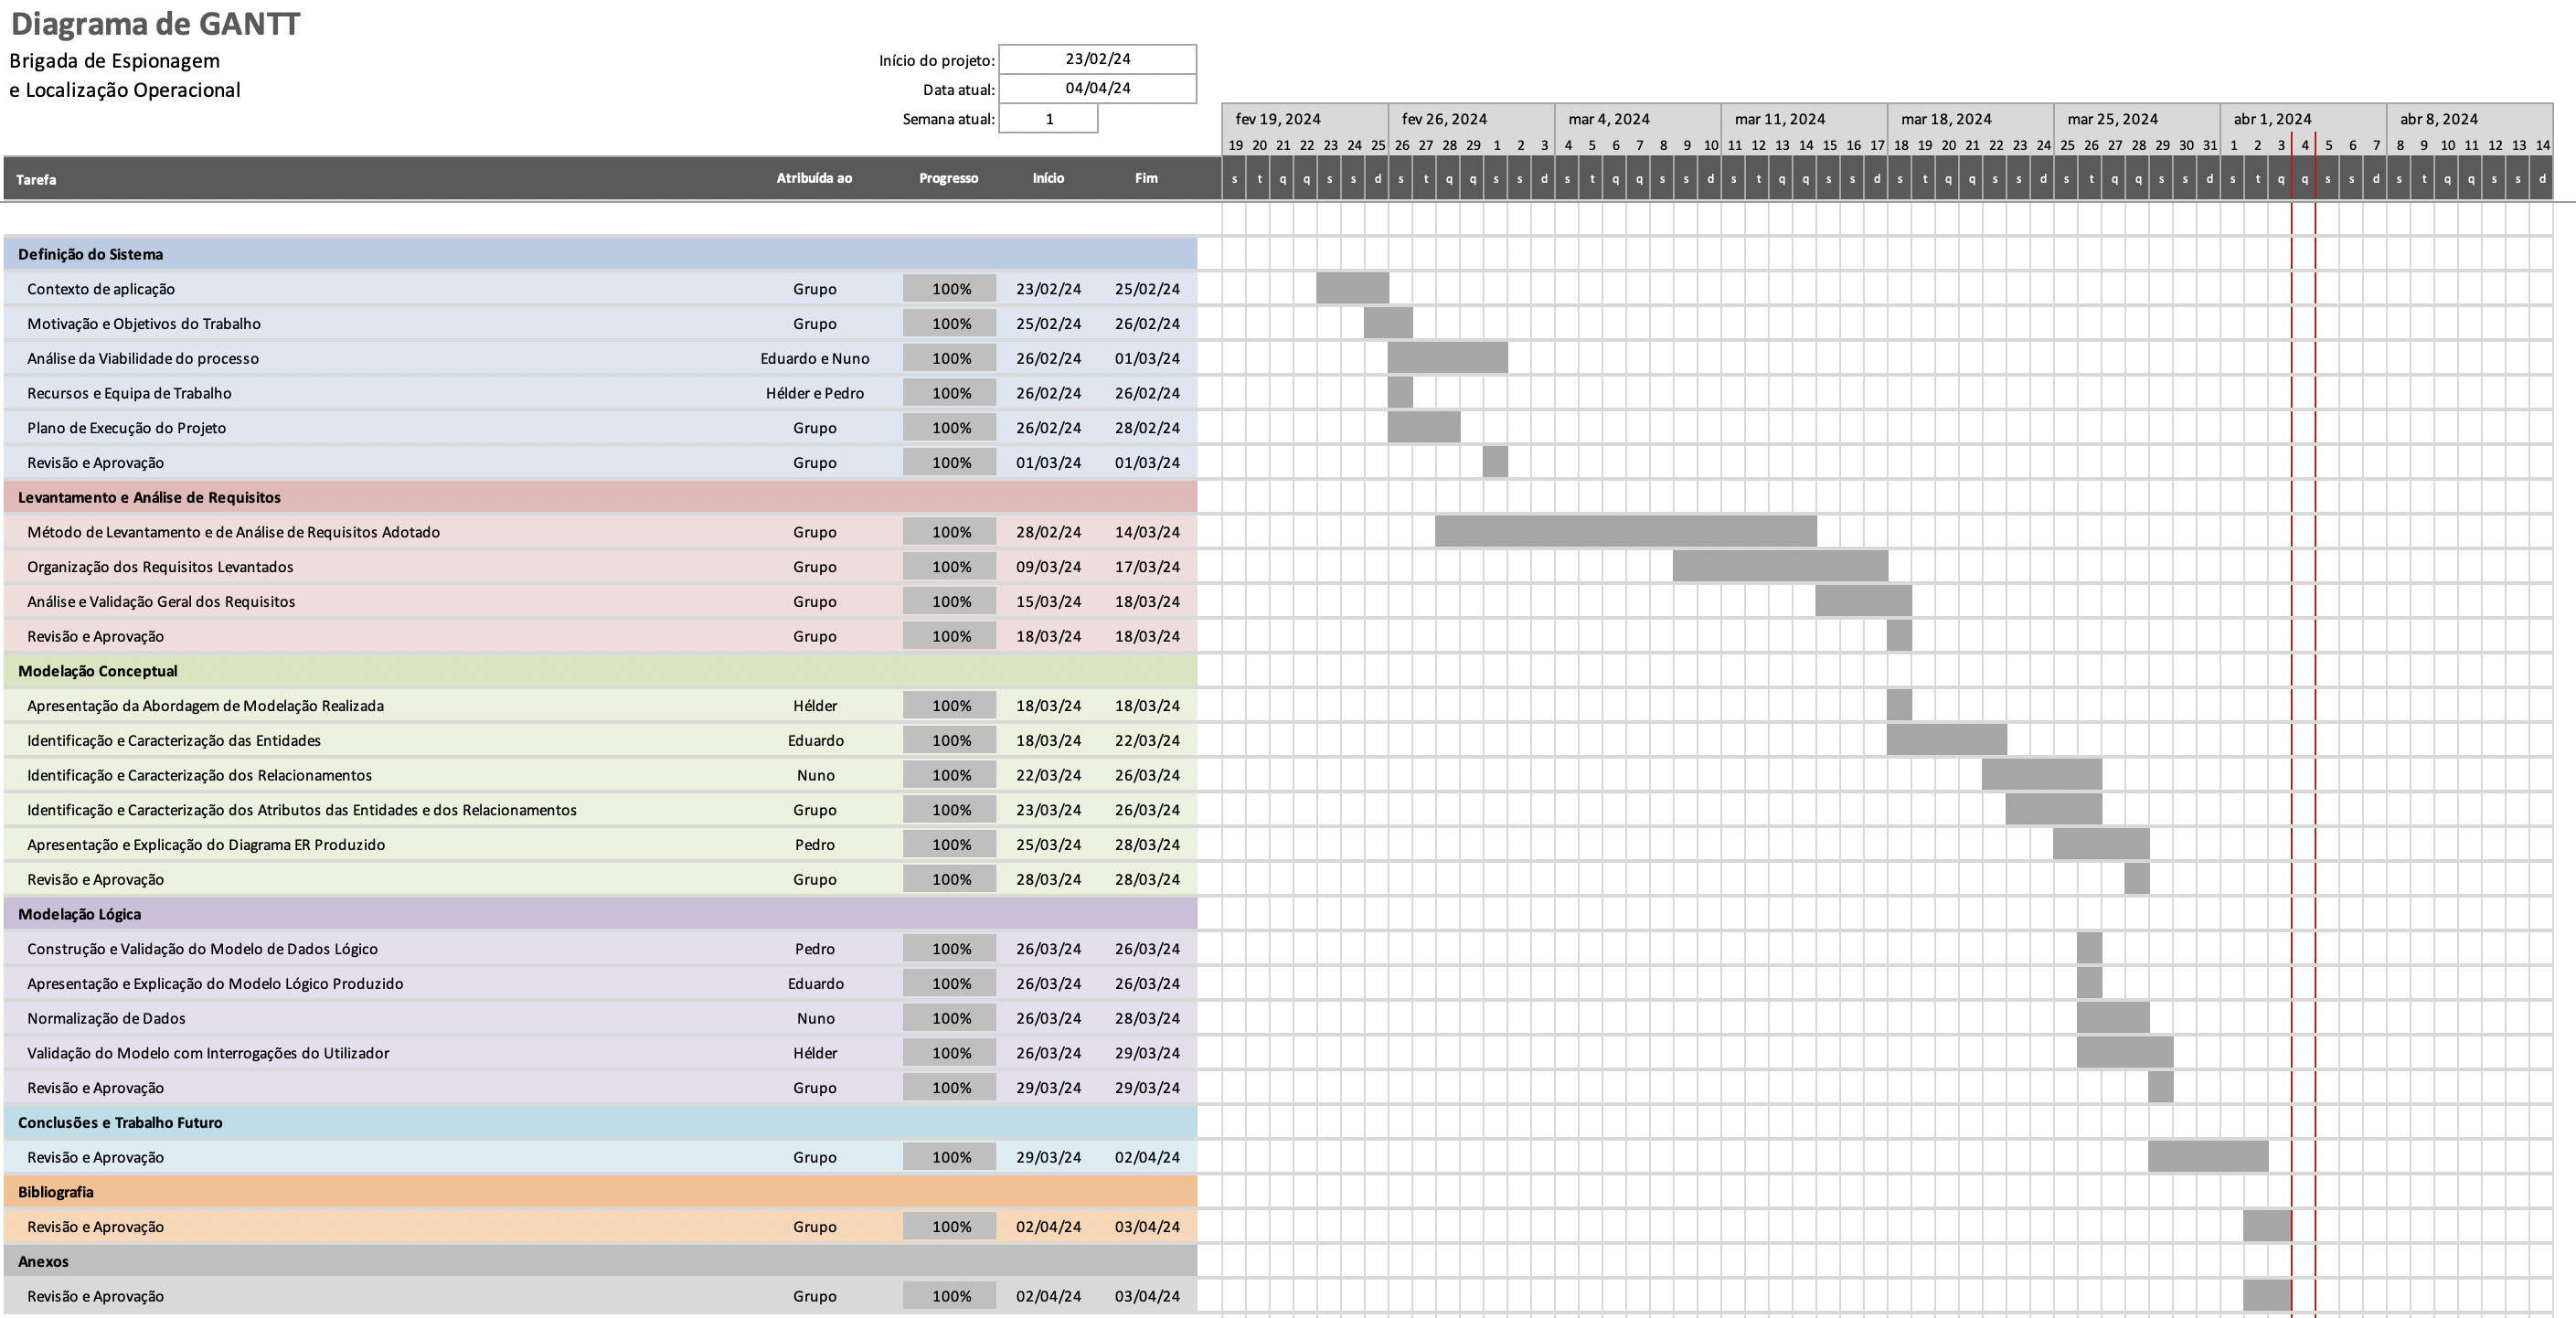 Diagrama de GANTT
Brigada de Espionagem
e Localização Operacional
Início do projeto: 23/02/24
Data atual: 04/04/24
Semana atual: 1
fev 19, 2024 fev 26, 2024 mar 4, 2024 mar 11, 2024 mar 18, 2024 mar 25, 2024 abr 1, 2024 abr 8, 2024
19 20 21 22 23 24 25 26 27 28 29 1 2 3 4 5 6 7 8 9 10 11 12 13 14 15 16 17 18 19 20 21 22 23 24 25 26 27 28 29 30 31 1 2 3 4 5 6 7 8 9 10 11 12 13 14
Tarefa Atribuída ao Progresso Início Fim s t q q s s d s t q q s s d s t q q s s d s t q q s s d s t q q s s d s t q q s s d s t q q s s d s t q q s s d
Definição do Sistema
Contexto de aplicação Grupo 100% 23/02/24 25/02/24
Motivação e Objetivos do Trabalho Grupo 100% 25/02/24 26/02/24
Análise da Viabilidade do processo Eduardo e Nuno 100% 26/02/24 01/03/24
Recursos e Equipa de Trabalho Hélder e Pedro 100% 26/02/24 26/02/24
Plano de Execução do Projeto Grupo 100% 26/02/24 28/02/24
Revisão e Aprovação Grupo 100% 01/03/24 01/03/24
Levantamento e Análise de Requisitos
Método de Levantamento e de Análise de Requisitos Adotado Grupo 100% 28/02/24 14/03/24
Organização dos Requisitos Levantados Grupo 100% 09/03/24 17/03/24
Análise e Validação Geral dos Requisitos Grupo 100% 15/03/24 18/03/24
Revisão e Aprovação Grupo 100% 18/03/24 18/03/24
Modelação Conceptual
Apresentação da Abordagem de Modelação Realizada Hélder 100% 18/03/24 18/03/24
Identificação e Caracterização das Entidades Eduardo 100% 18/03/24 22/03/24
Identificação e Caracterização dos Relacionamentos Nuno 100% 22/03/24 26/03/24
Identificação e Caracterização dos Atributos das Entidades e dos Relacionamentos Grupo 100% 23/03/24 26/03/24
Apresentação e Explicação do Diagrama ER Produzido Pedro 100% 25/03/24 28/03/24
Revisão e Aprovação Grupo 100% 28/03/24 28/03/24
Modelação Lógica
Construção e Validação do Modelo de Dados Lógico Pedro 100% 26/03/24 26/03/24
Apresentação e Explicação do Modelo Lógico Produzido Eduardo 100% 26/03/24 26/03/24
Normalização de Dados Nuno 100% 26/03/24 28/03/24
Validação do Modelo com Interrogações do Utilizador Hélder 100% 26/03/24 29/03/24
Revisão e Aprovação Grupo 100% 29/03/24 29/03/24
Conclusões e Trabalho Futuro
Revisão e Aprovação Grupo 100% 29/03/24 02/04/24
Bibliografia
Revisão e Aprovação Grupo 100% 02/04/24 03/04/24
Anexos
Revisão e Aprovação Grupo 100% 02/04/24 03/04/24